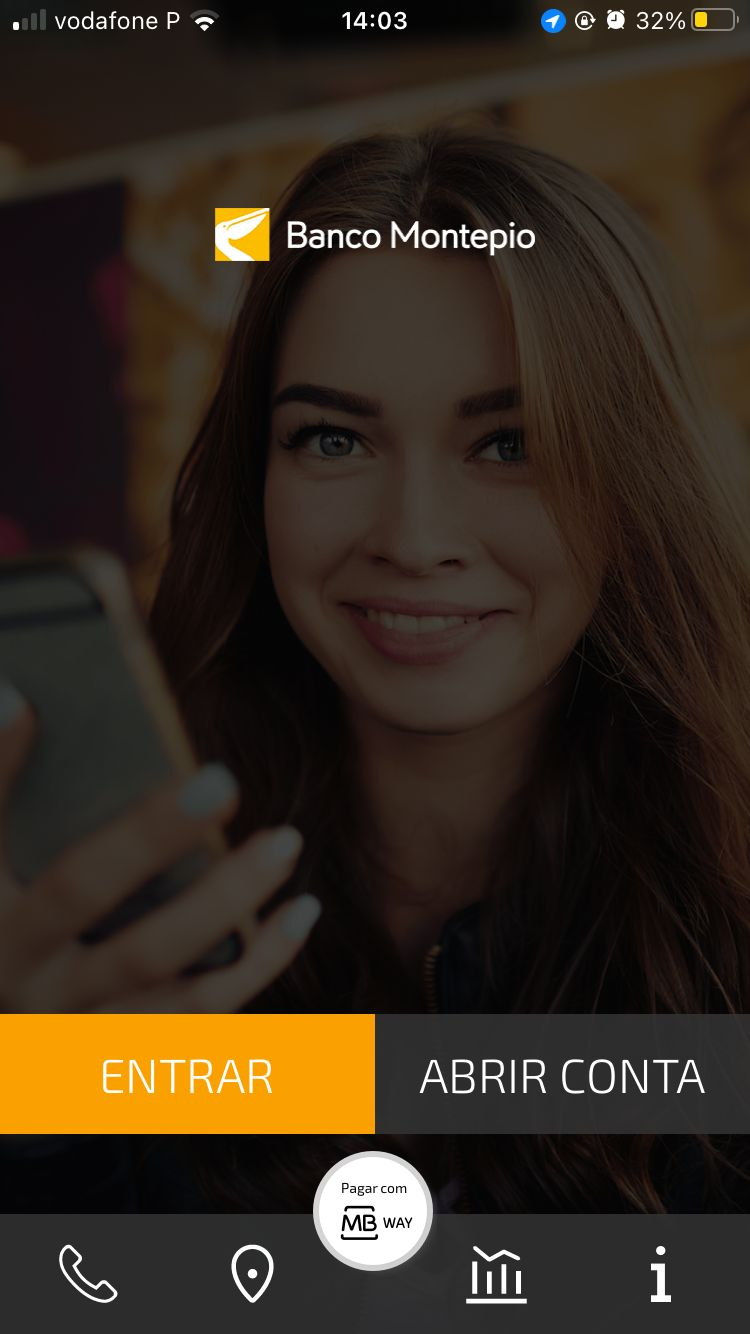 vodafone P 14:03 32%
Banco Montepio
ENTRAR ABRIR CONTA
Pagar com
MB WAY